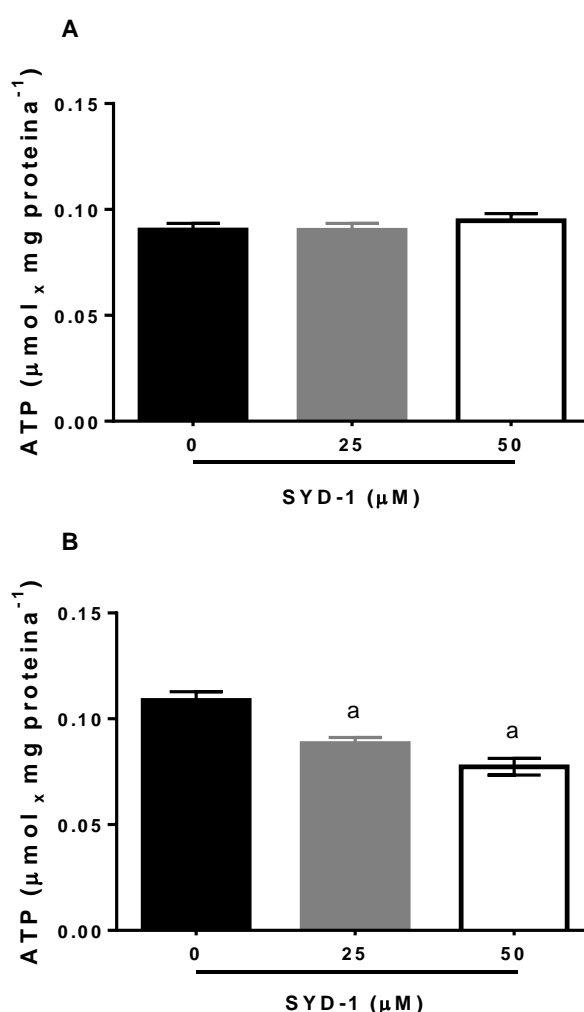 A
ATP (µmol x mg proteina-1)
0.15
0.10
0.05
0.00
0 25 50
SYD-1 (µM)
B
ATP (µmol x mg proteina-1)
0.15
0.10
0.05
0.00
a a
0 25 50
SYD-1 (µM)